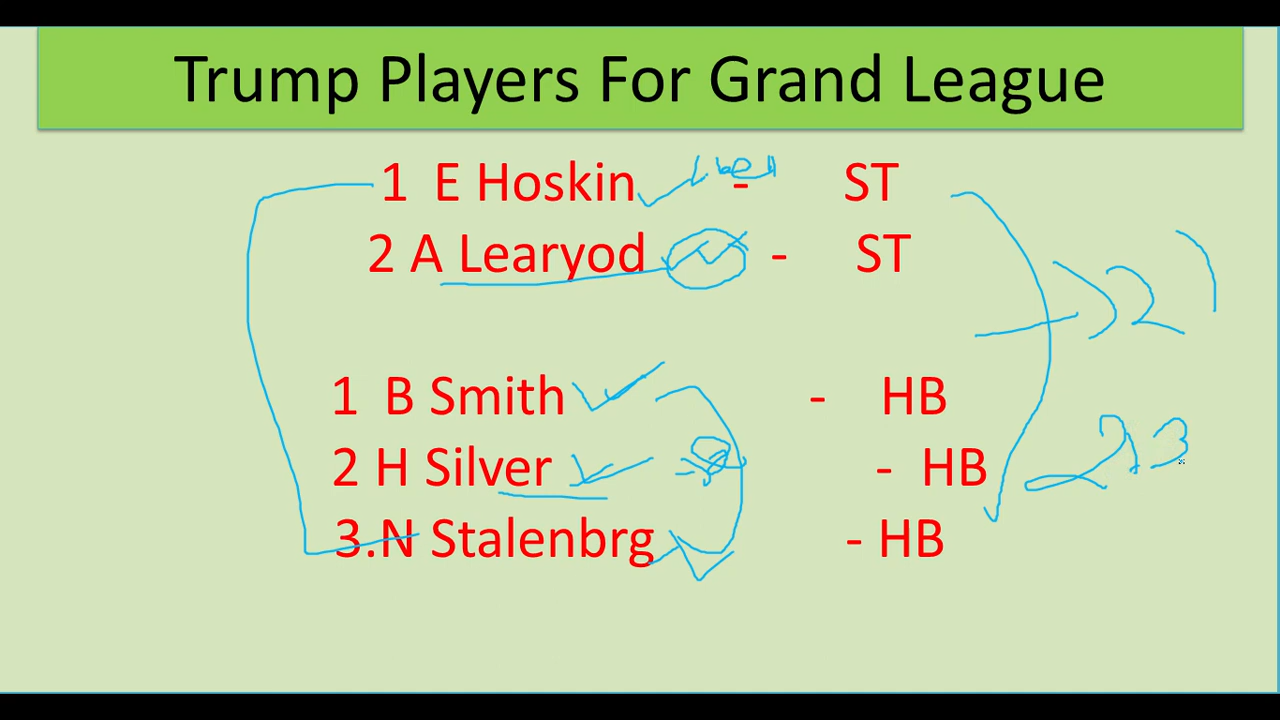 Trump Players For Grand League
1 E Hoskin - ST
2 A Learyod - ST
1 B Smith - HB
2 H Silver - HB
3.N Stalenbrg - HB